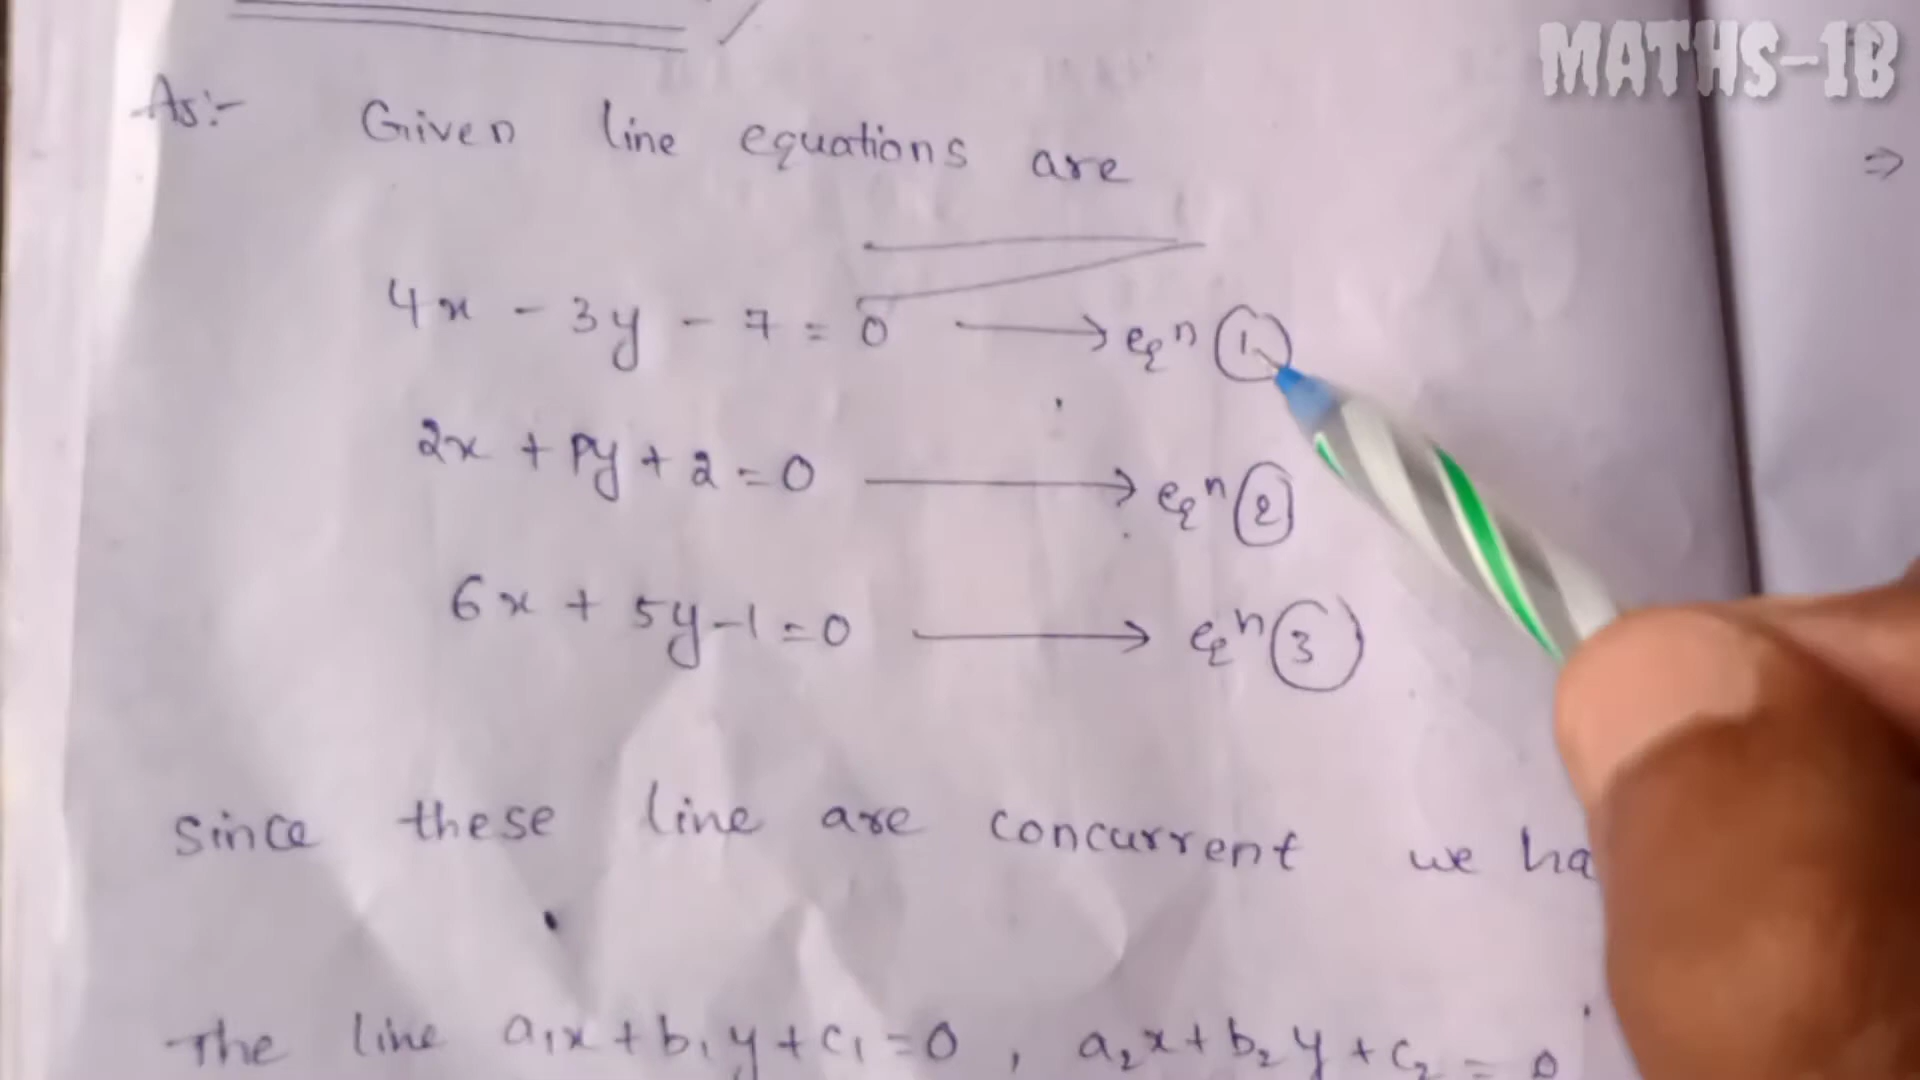 MATHS-1B
As:- Given line equations are
⇒
4x - 3y - 7 = 0 → eqn ①
2x + Py + 2 = 0 → eqn ②
6x + 5y - 1 = 0 → eqn ③
Since these line are concurrent we ha
The line a₁x + b₁y + c₁ = 0 , a₂x + b₂y + c₂ = 0